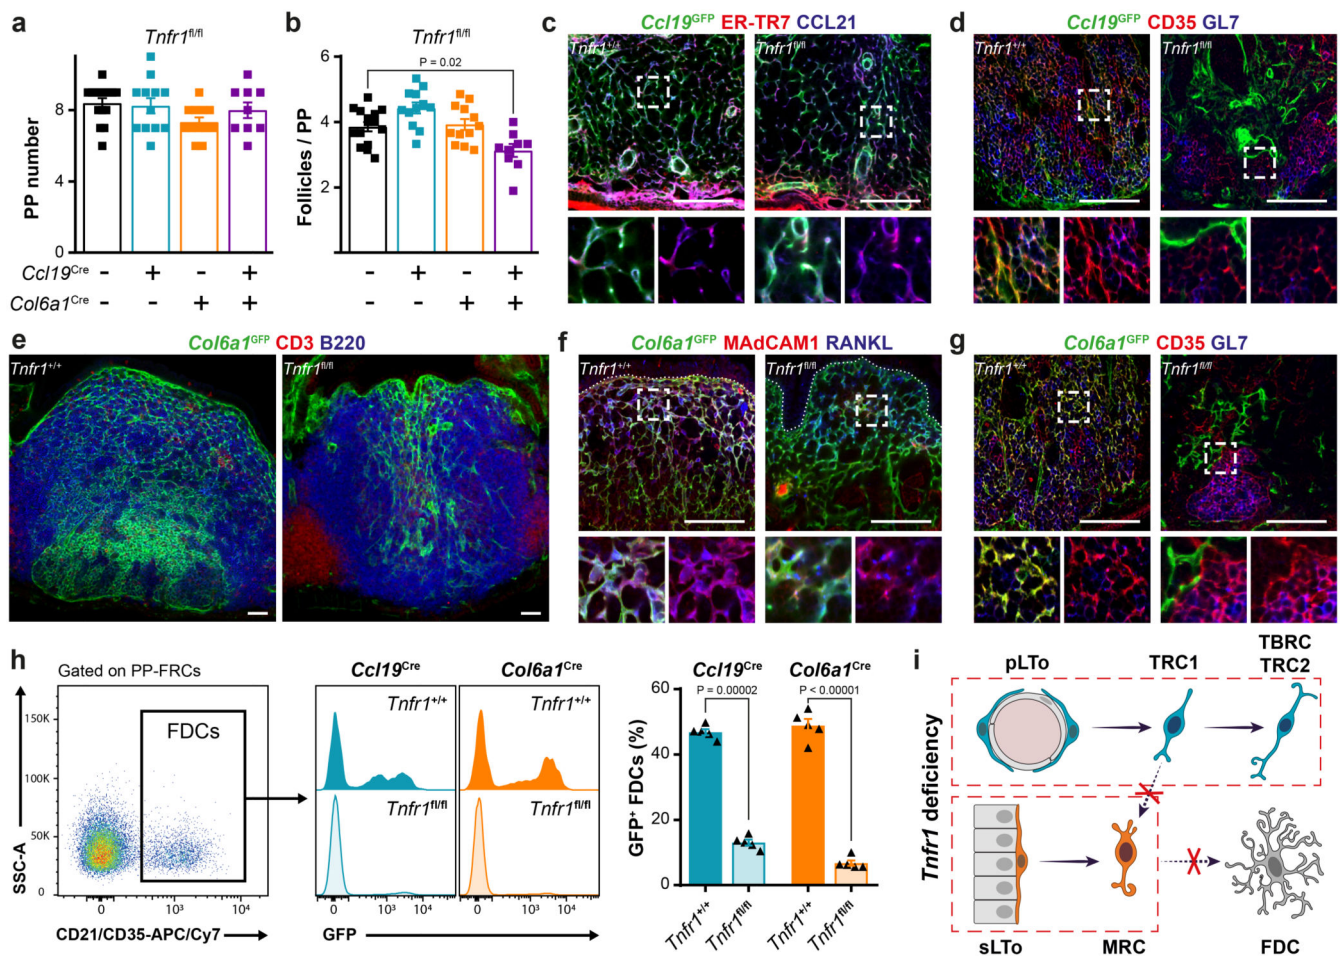 a
Tnfr1fl/fl
PP number
8
4
0
Ccl19Cre - + - +
Col6a1Cre - - + +
b
Tnfr1fl/fl
P = 0.02
Follicles / PP
6
4
2
- + - +
- - + +
c
Ccl19GFP ER-TR7 CCL21
Tnfr1+/+
Tnfr1fl/fl
d
Ccl19GFP CD35 GL7
Tnfr1+/+
Tnfr1fl/fl
e
Col6a1GFP CD3 B220
Tnfr1+/+
Tnfr1fl/fl
f
Col6a1GFP MAdCAM1 RANKL
Tnfr1+/+
Tnfr1fl/fl
g
Col6a1GFP CD35 GL7
Tnfr1+/+
Tnfr1fl/fl
h
Gated on PP-FRCs
FDCs
SSC-A
150K
100K
50K
0
0 10³ 10⁴
CD21/CD35-APC/Cy7
Ccl19Cre
Col6a1Cre
Tnfr1+/+
Tnfr1+/+
Tnfr1fl/fl
Tnfr1fl/fl
0 10³ 10⁴
0 10³ 10⁴
GFP
Ccl19Cre
Col6a1Cre
P = 0.00002
P < 0.00001
GFP+ FDCs (%)
60
40
20
0
Tnfr1+/+
Tnfr1fl/fl
Tnfr1+/+
Tnfr1fl/fl
i
Tnfr1 deficiency
pLTo
TRC1
TBRC
TRC2
sLTo
MRC
FDC